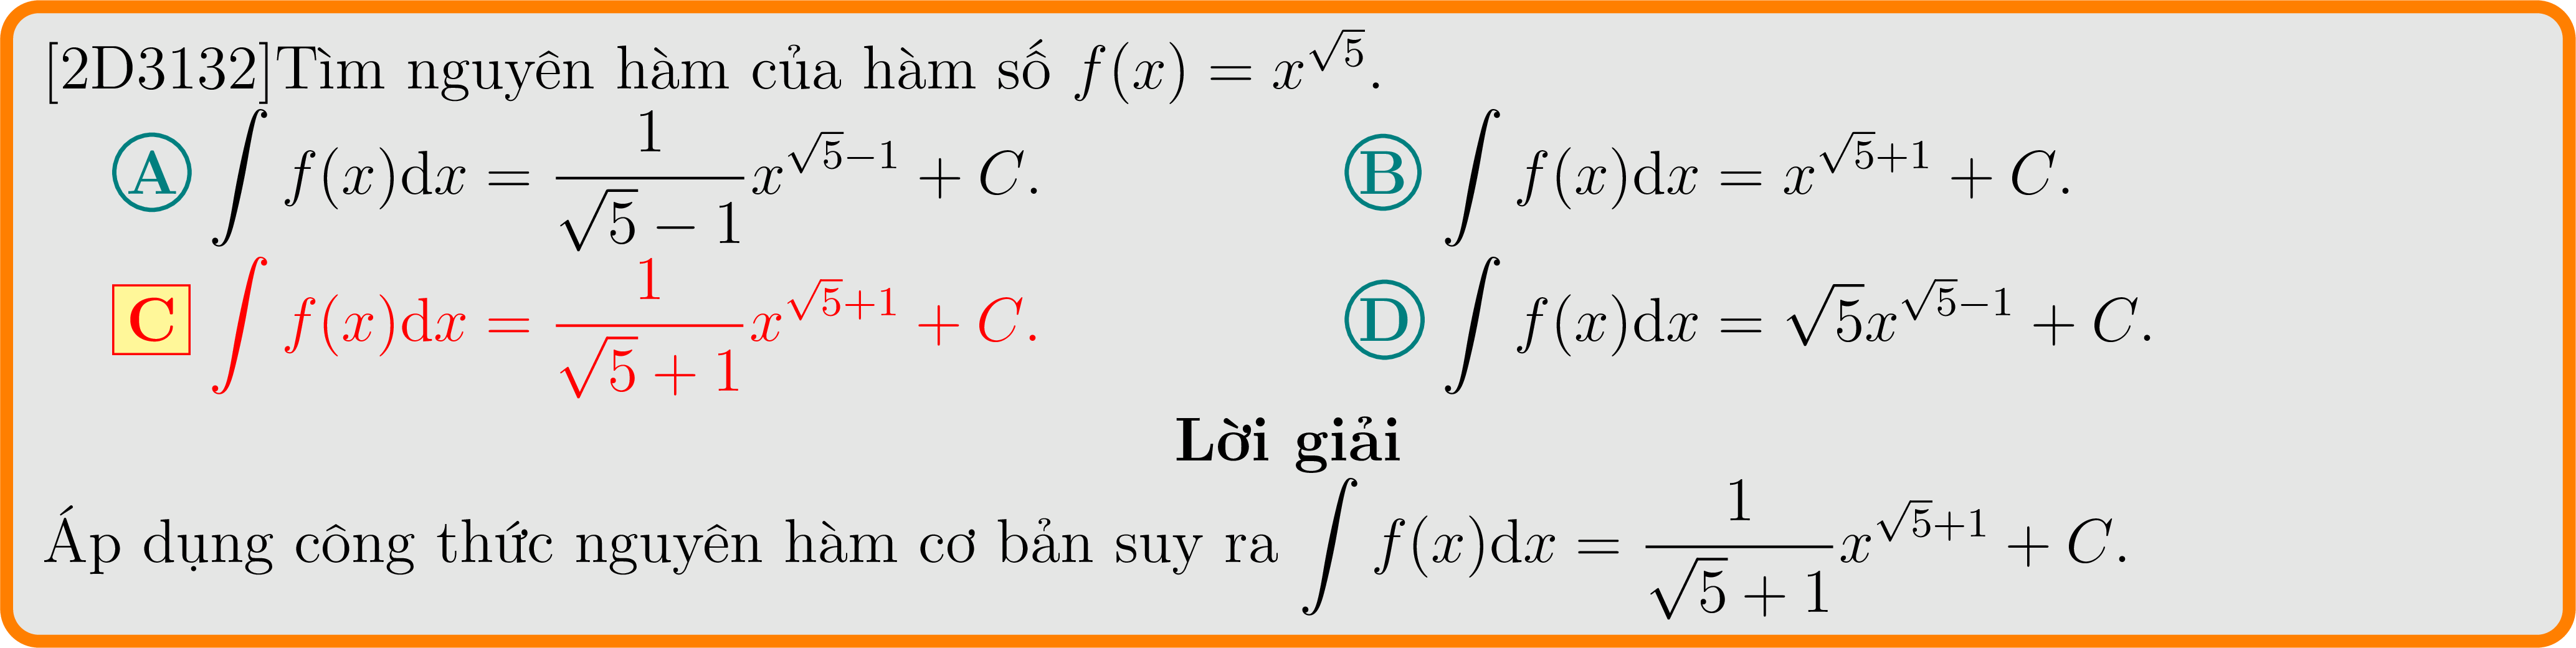 [2D3132]Tìm nguyên hàm của hàm số $f(x) = x^{\sqrt{5}}$.
A $\int f(x)\mathrm{d}x = \frac{1}{\sqrt{5}-1}x^{\sqrt{5}-1} + C.$ B $\int f(x)\mathrm{d}x = x^{\sqrt{5}+1} + C.$
C $\int f(x)\mathrm{d}x = \frac{1}{\sqrt{5}+1}x^{\sqrt{5}+1} + C.$ D $\int f(x)\mathrm{d}x = \sqrt{5}x^{\sqrt{5}-1} + C.$
Lời giải
Áp dụng công thức nguyên hàm cơ bản suy ra $\int f(x)\mathrm{d}x = \frac{1}{\sqrt{5}+1}x^{\sqrt{5}+1} + C.$